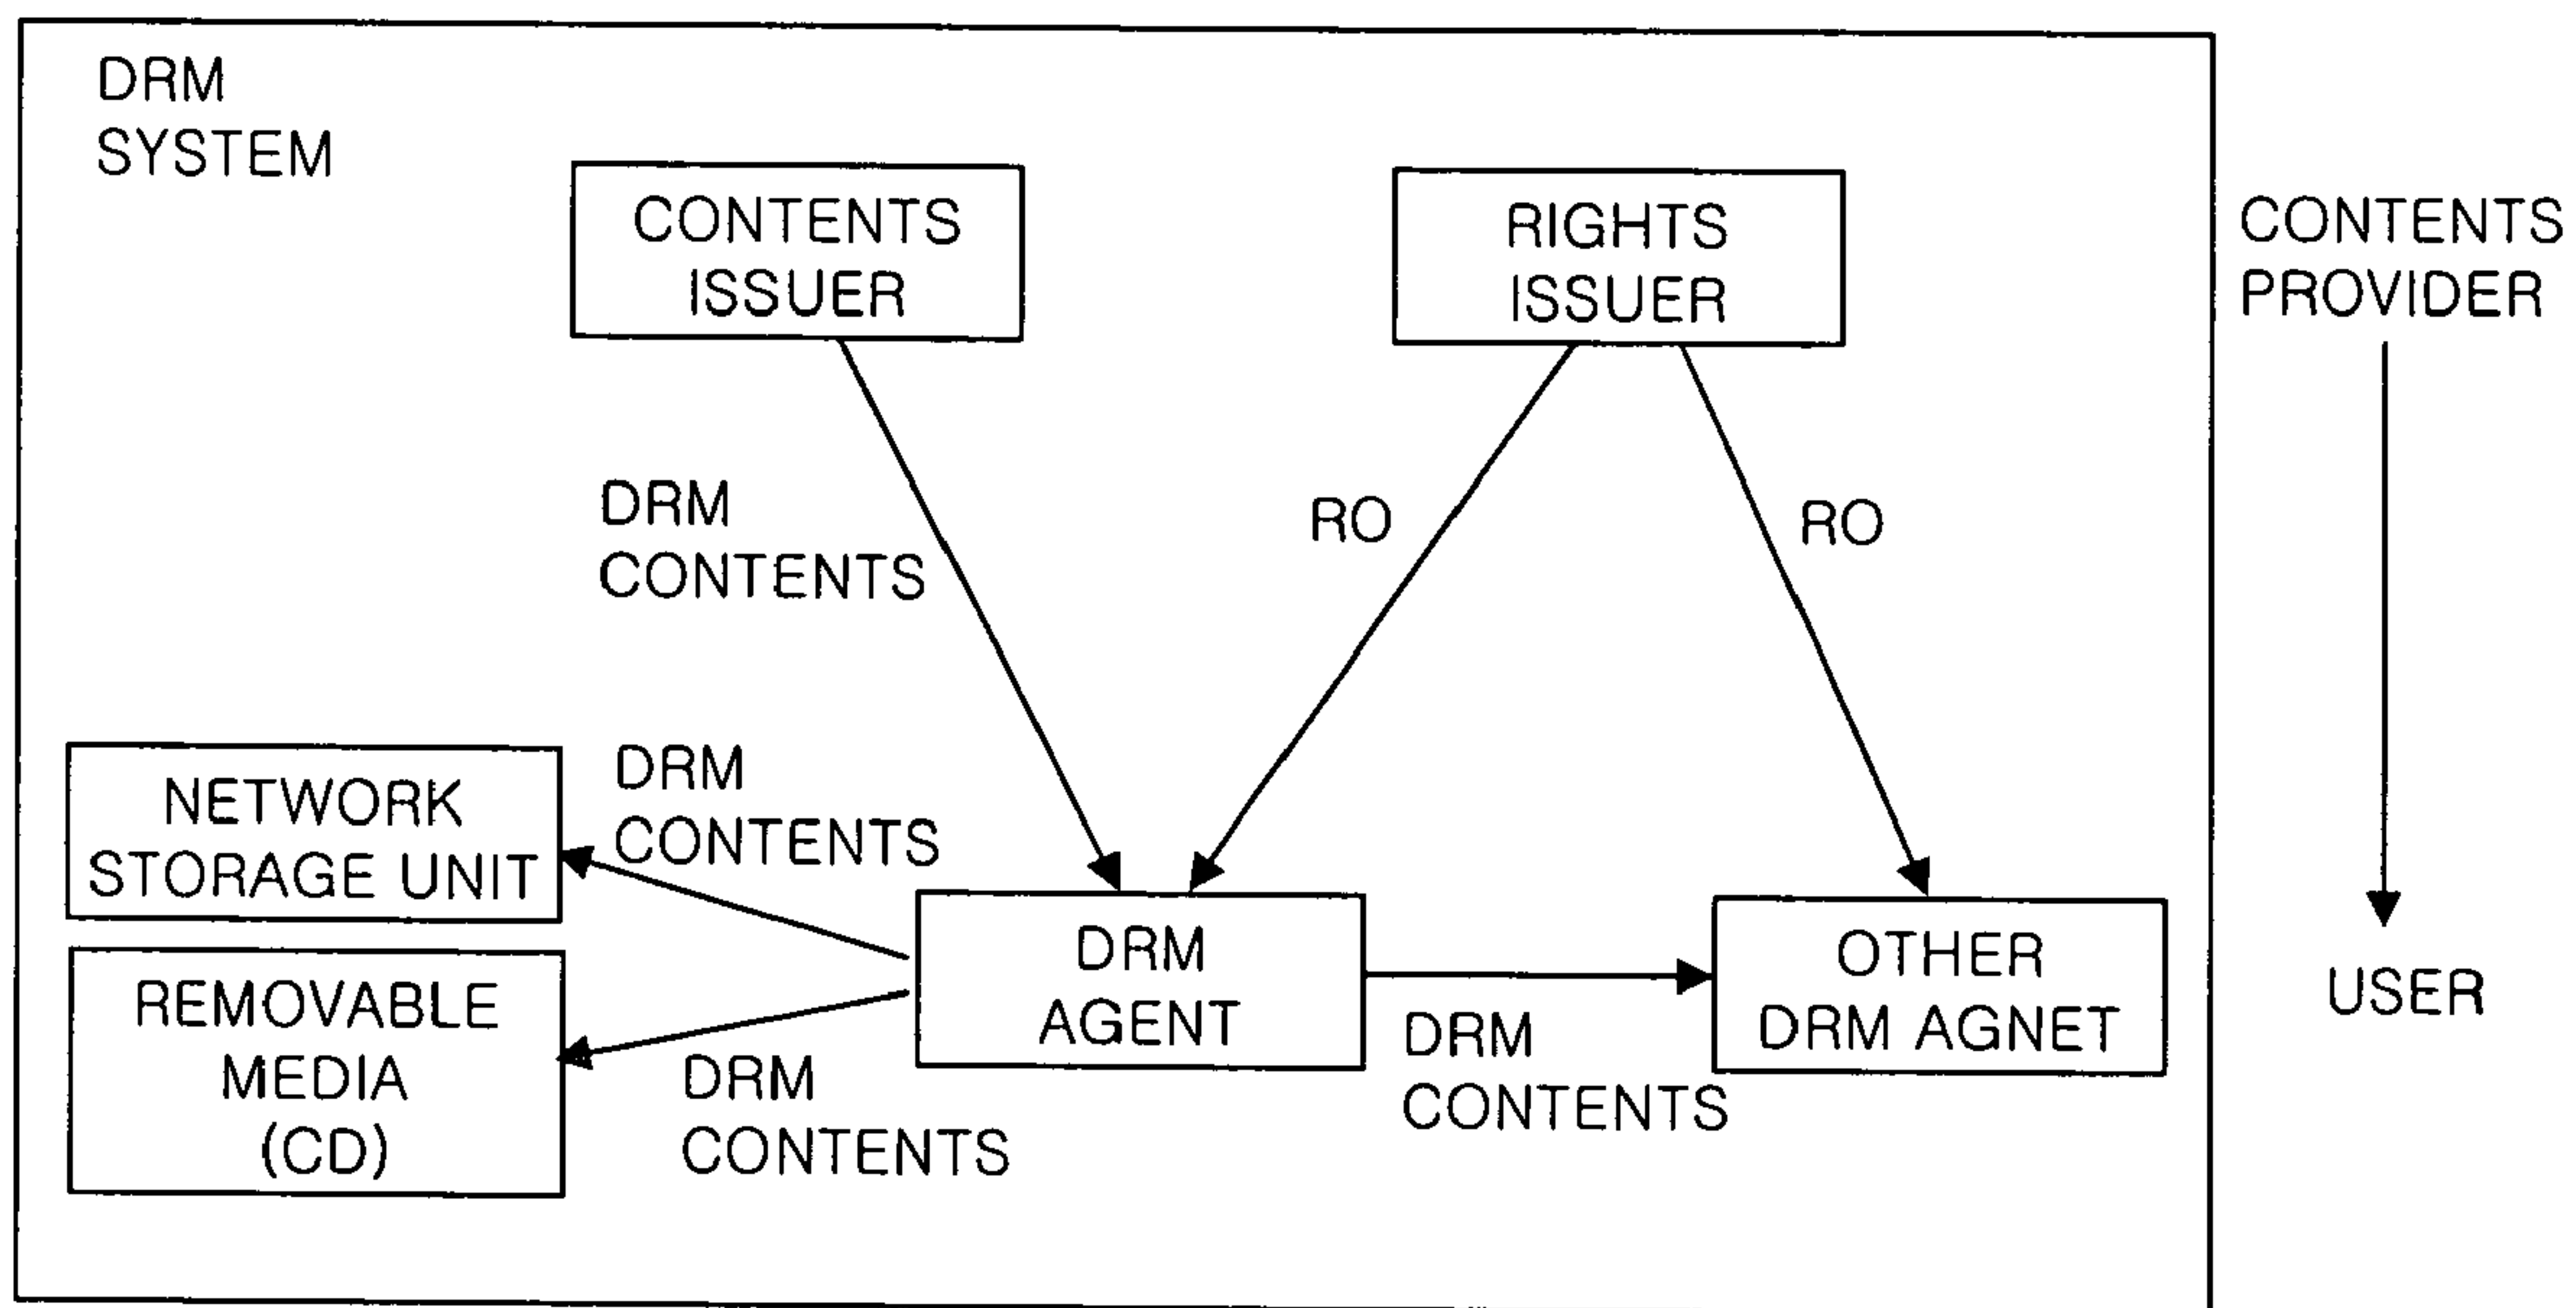 DRM
SYSTEM
CONTENTS
ISSUER
RIGHTS
ISSUER
CONTENTS
PROVIDER
DRM
CONTENTS
RO
RO
NETWORK
STORAGE UNIT
DRM
CONTENTS
REMOVABLE
MEDIA
(CD)
DRM
CONTENTS
DRM
AGENT
DRM
CONTENTS
OTHER
DRM AGNET
USER